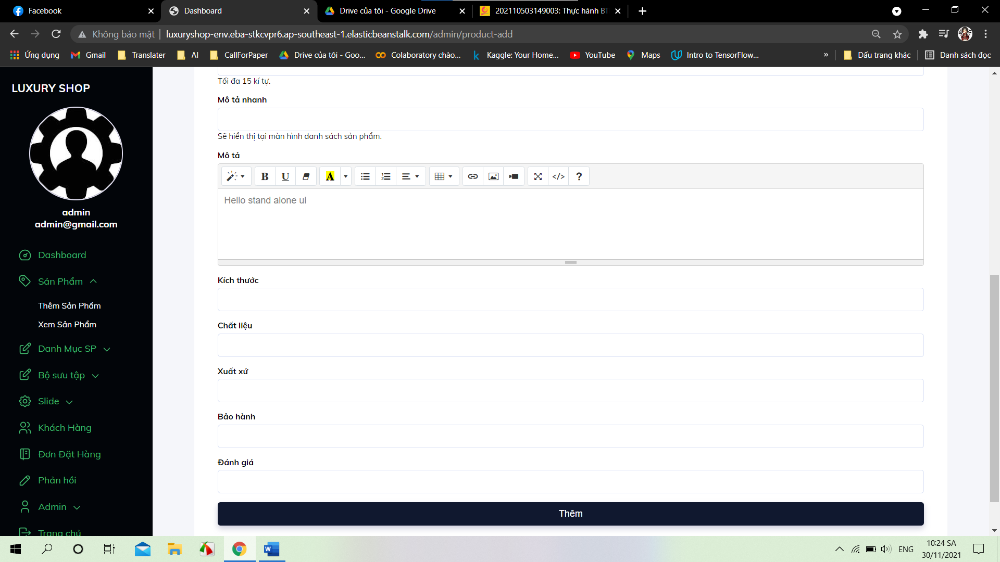 Facebook
Dashboard
Drive của tôi - Google Drive
202110503149003: Thực hành BT
Không bảo mật
luxuryshop-env.eba-stkcvpr6.ap-southeast-1.elasticbeanstalk.com/admin/product-add
Ứng dụng
Gmail
Translater
AI
CallForPaper
Drive của tôi - Goo...
Colaboratory chào...
Kaggle: Your Home...
YouTube
Maps
Intro to TensorFlow...
»
Dấu trang khác
Danh sách đọc
LUXURY SHOP
admin
admin@gmail.com
Dashboard
Sản Phẩm
Thêm Sản Phẩm
Xem Sản Phẩm
Danh Mục SP
Bộ sưu tập
Slide
Khách Hàng
Đơn Đặt Hàng
Phản hồi
Admin
Trang chủ
Tối đa 15 kí tự.
Mô tả nhanh
Sẽ hiển thị tại màn hình danh sách sản phẩm.
Mô tả
B U A </> ?
Hello stand alone ui
Kích thước
Chất liệu
Xuất xứ
Bảo hành
Đánh giá
Thêm
ENG
10:24 SA
30/11/2021